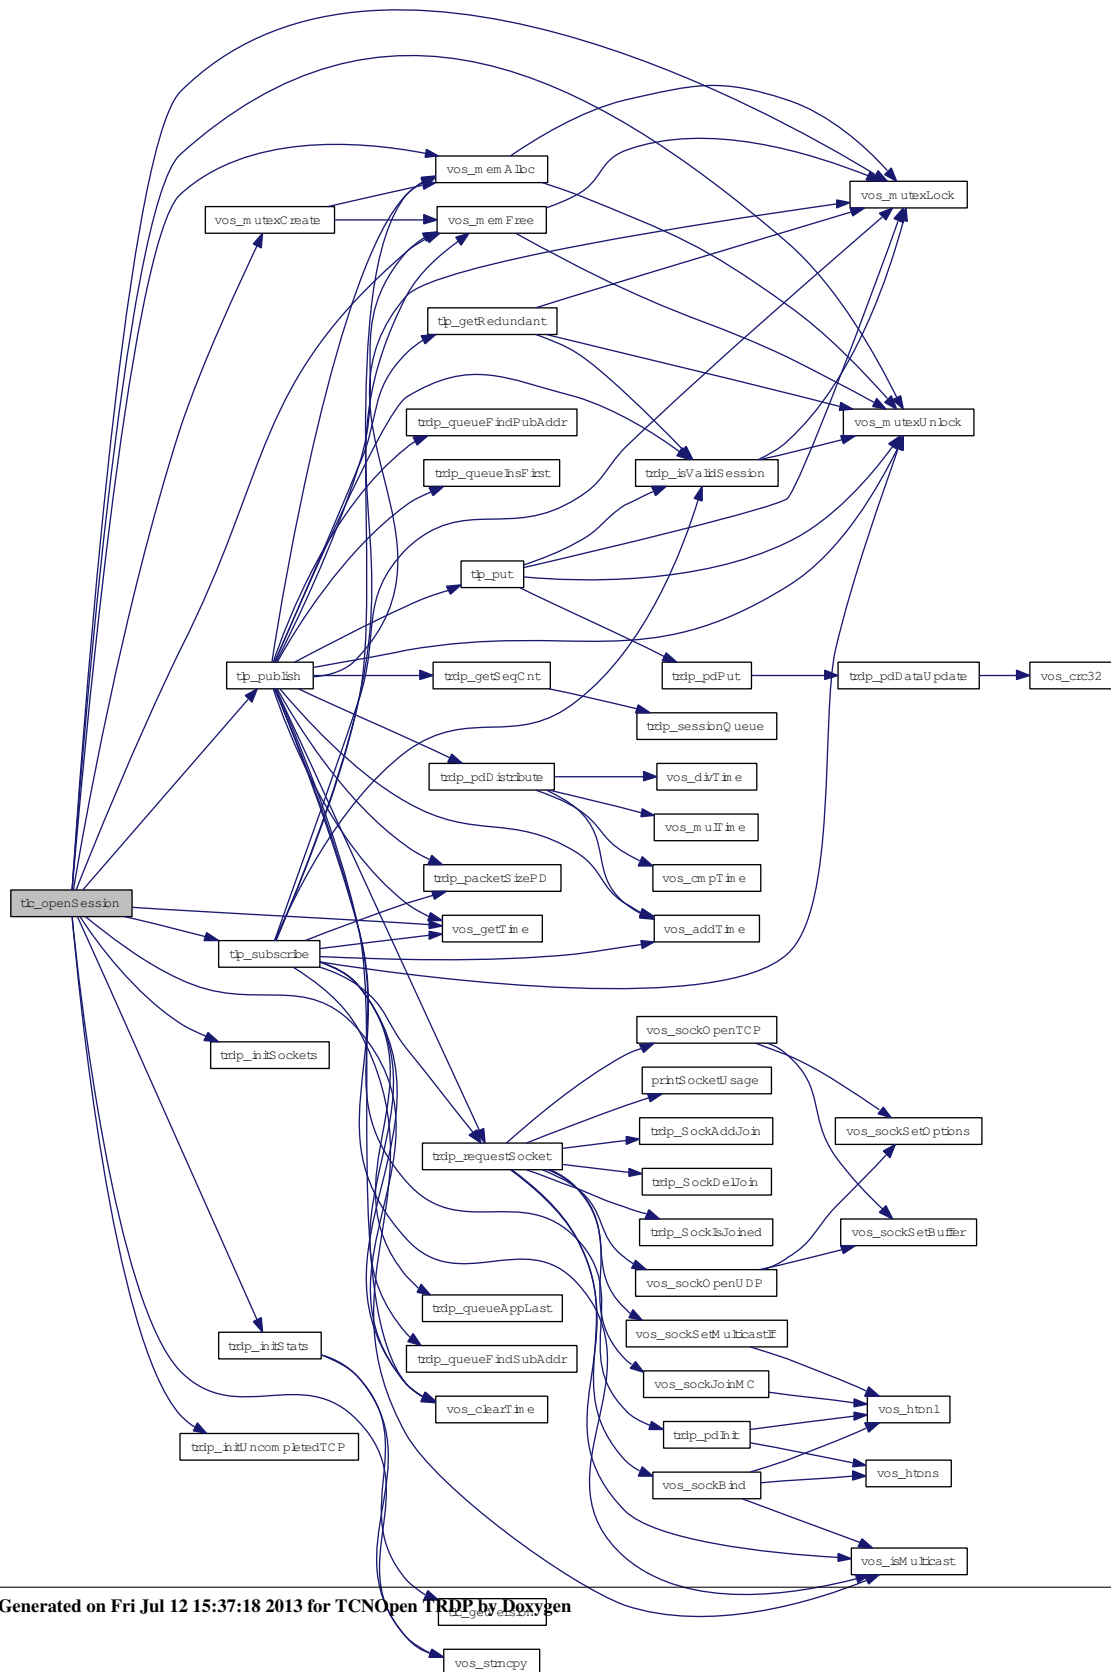 vos_memAlloc
vos_mutexLock
vos_mutexCreate
vos_memFree
tlp_getRedundant
trdp_queueFindPubAddr
vos_mutexUnlock
trdp_queueInsFirst
trdp_isValidSession
tlp_put
tlp_publish
trdp_getSeqCnt
trdp_pdPut
trdp_pdDataUpdate
vos_crc32
trdp_sessionQueue
trdp_pdDistribute
vos_divTime
vos_mulTime
trdp_packetSizePD
vos_cmpTime
tlc_openSession
vos_getTime
vos_addTime
tlp_subscribe
vos_sockOpenTCP
trdp_initSockets
printSocketUsage
trdp_SockAddJoin
vos_sockSetOptions
trdp_requestSocket
trdp_SockDelJoin
trdp_SockIsJoined
vos_sockSetBuffer
vos_sockOpenUDP
trdp_queueAppLast
vos_sockSetMulticastIf
trdp_initStats
trdp_queueFindSubAddr
vos_sockJoinMC
vos_clearTime
vos_htonl
trdp_pdInit
trdp_initUncompletedTCP
vos_htons
vos_sockBind
vos_isMulticast
Generated on Fri Jul 12 15:37:18 2013 for TCNOpen TRDP by Doxygen
tlc_getVersion
vos_strncpy